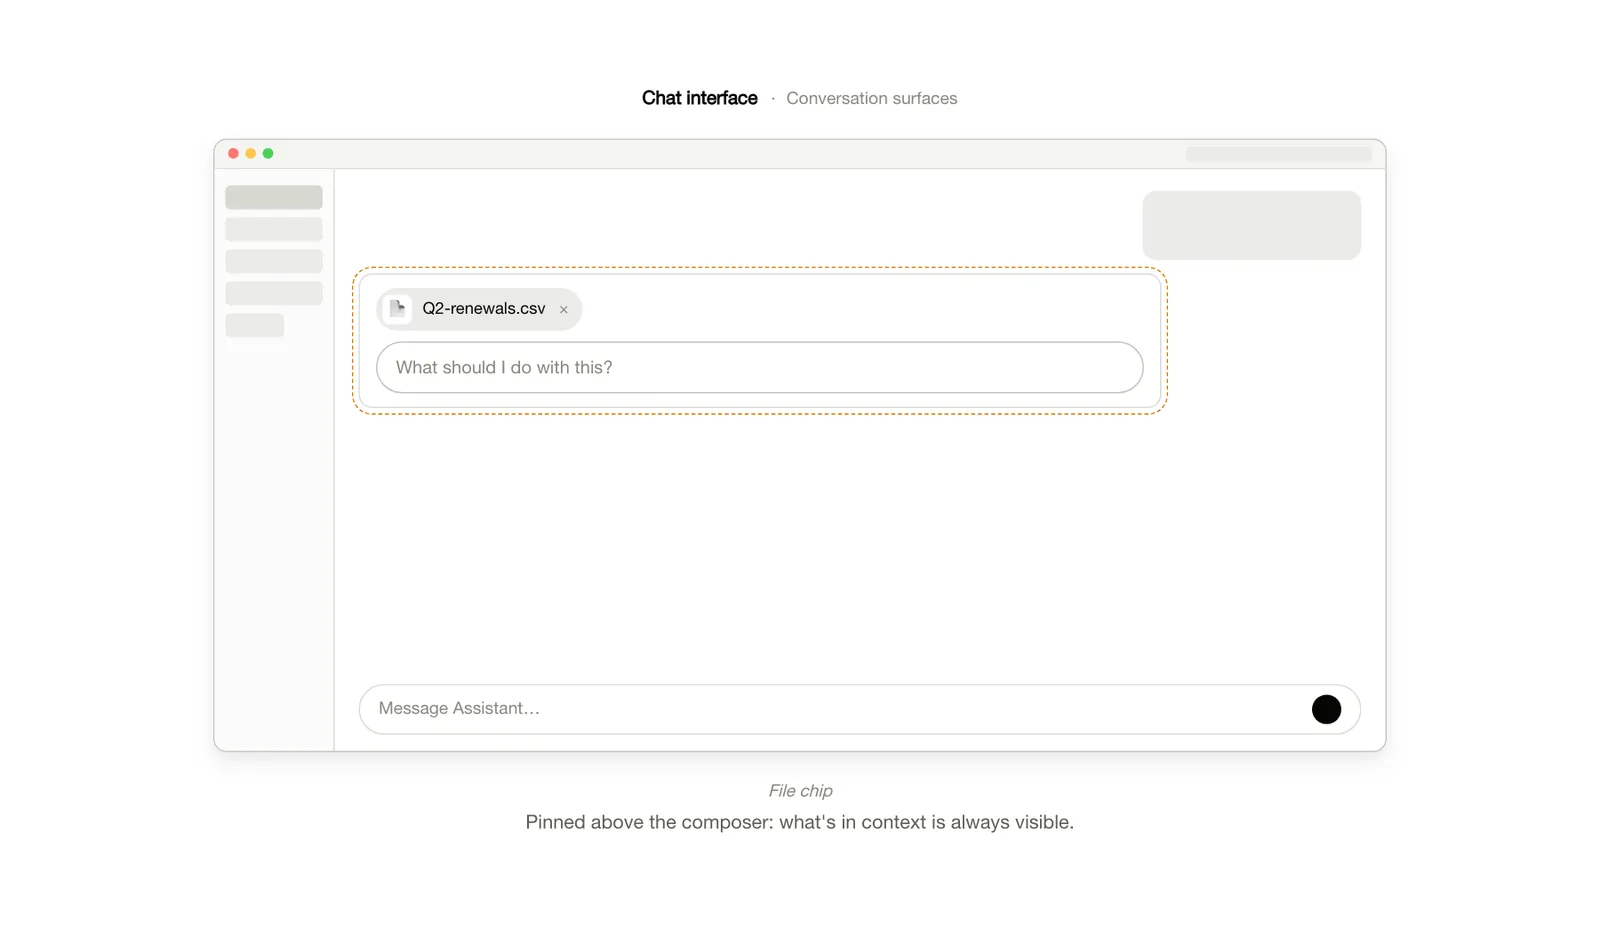 Chat interface · Conversation surfaces
Q2-renewals.csv ×
What should I do with this?
Message Assistant…
File chip
Pinned above the composer: what's in context is always visible.